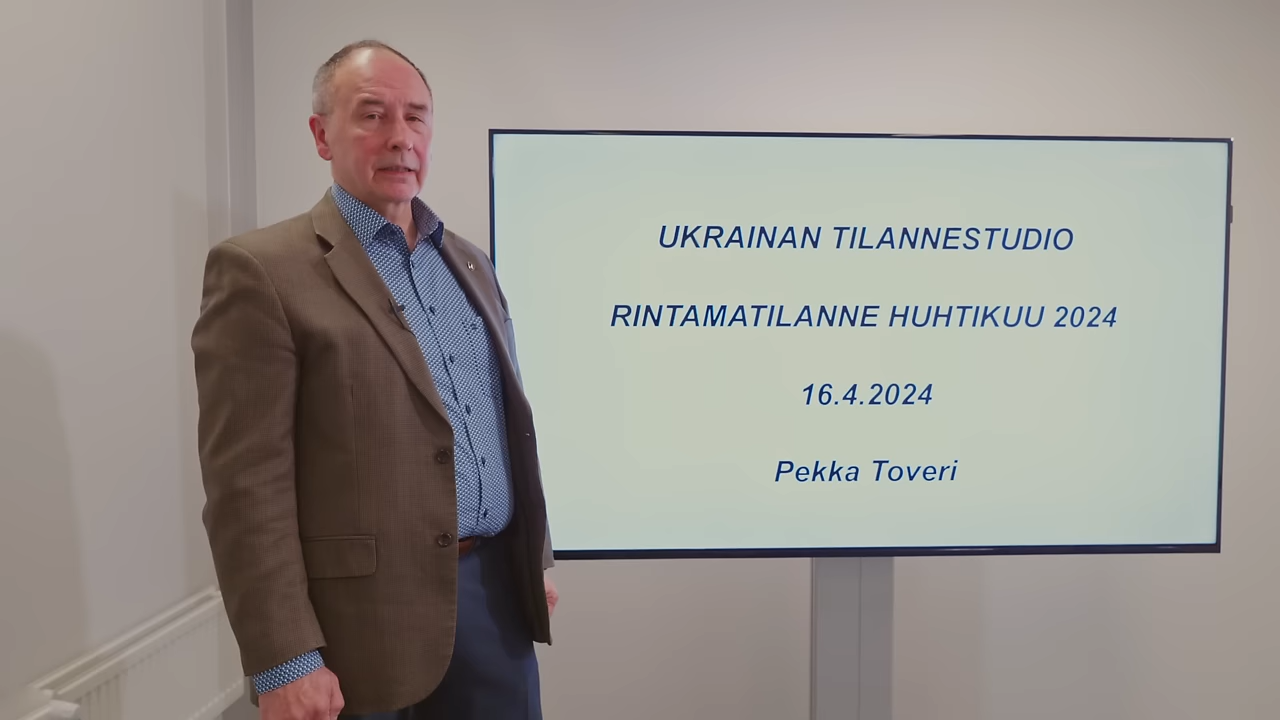 UKRAINAN TILANNESTUDIO
RINTAMATILANNE HUHTIKUU 2024
16.4.2024
Pekka Toveri